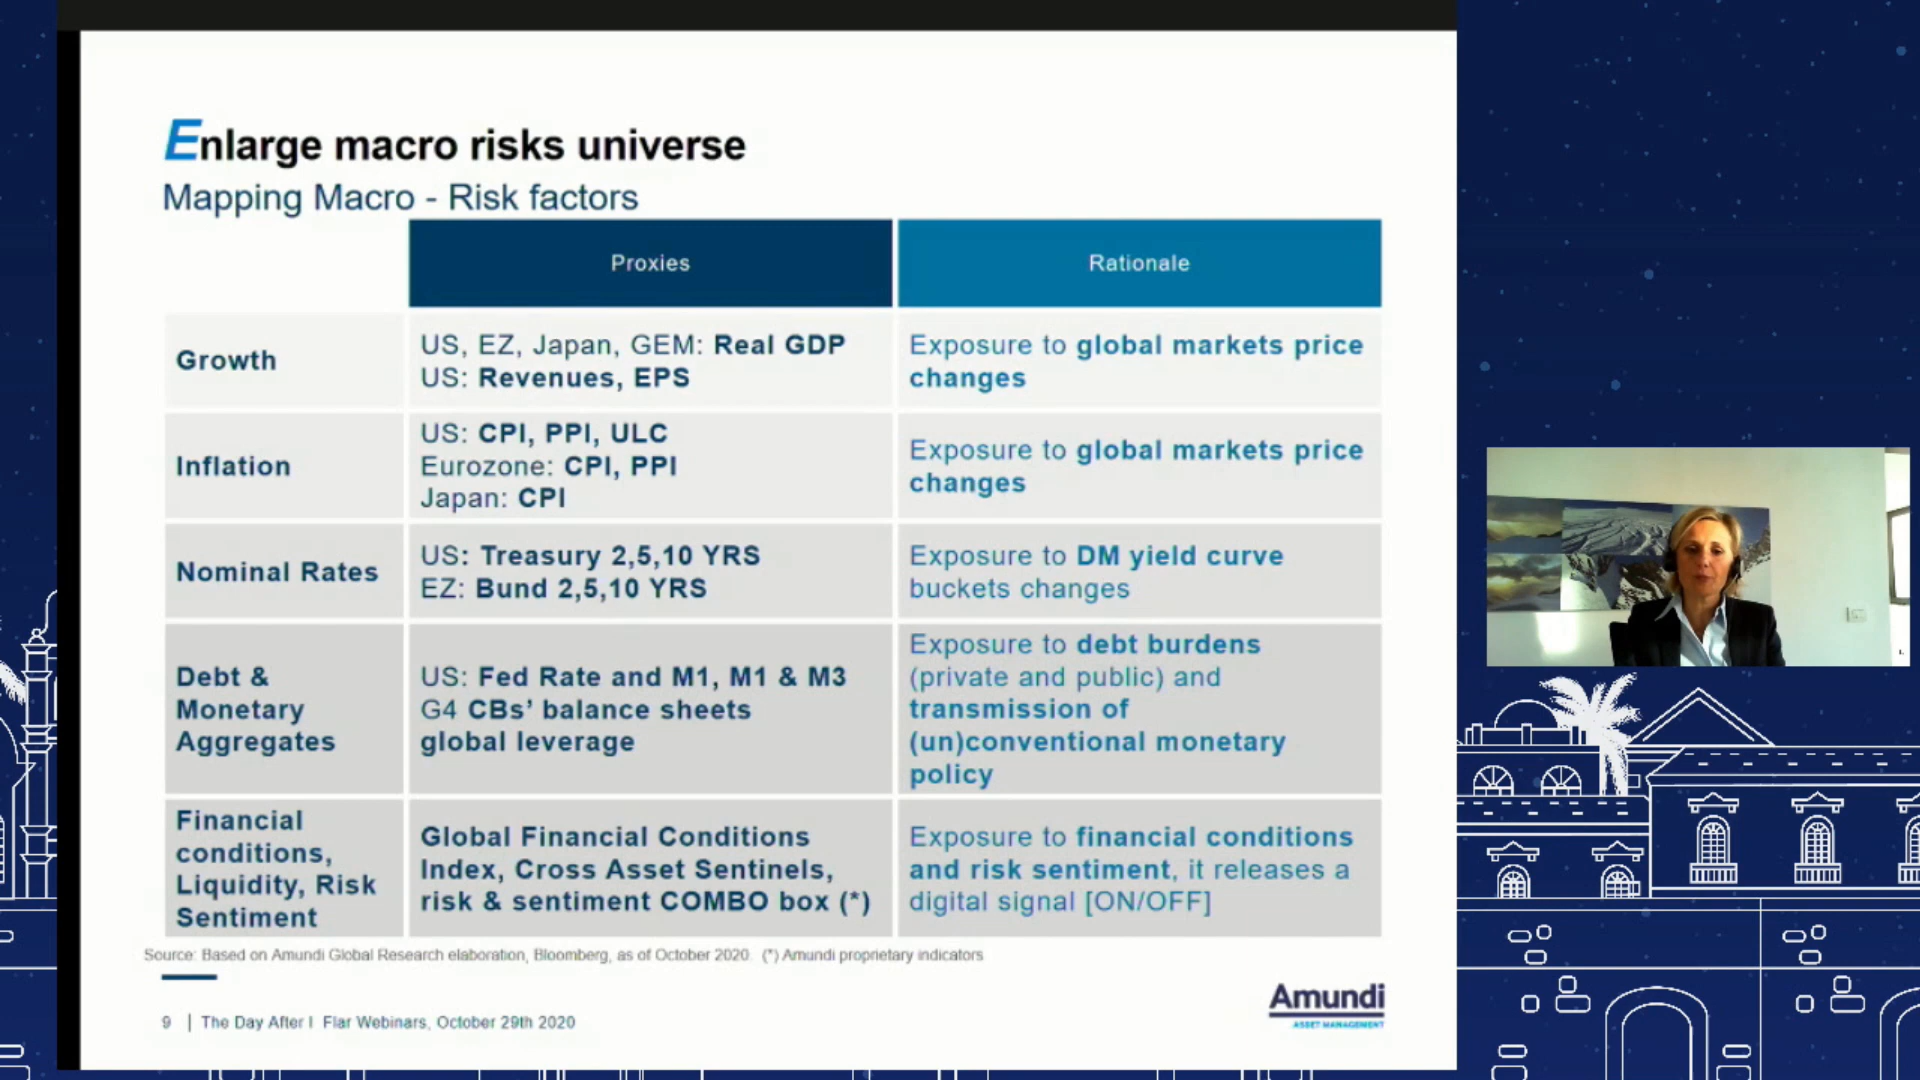 Enlarge macro risks universe
Mapping Macro - Risk factors
Proxies
Rationale
Growth
US, EZ, Japan, GEM: Real GDP
US: Revenues, EPS
Exposure to global markets price
changes
Inflation
US: CPI, PPI, ULC
Eurozone: CPI, PPI
Japan: CPI
Exposure to global markets price
changes
Nominal Rates
US: Treasury 2,5,10 YRS
EZ: Bund 2,5,10 YRS
Exposure to DM yield curve
buckets changes
Debt &
Monetary
Aggregates
US: Fed Rate and M1, M1 & M3
G4 CBs’ balance sheets
global leverage
Exposure to debt burdens
(private and public) and
transmission of
(un)conventional monetary
policy
Financial
conditions,
Liquidity, Risk
Sentiment
Global Financial Conditions
Index, Cross Asset Sentinels,
risk & sentiment COMBO box (*)
Exposure to financial conditions
and risk sentiment, it releases a
digital signal [ON/OFF]
Source: Based on Amundi Global Research elaboration, Bloomberg, as of October 2020. (*) Amundi proprietary indicators
9 | The Day After I Flar Webinars, October 29th 2020
Amundi
ASSET MANAGEMENT